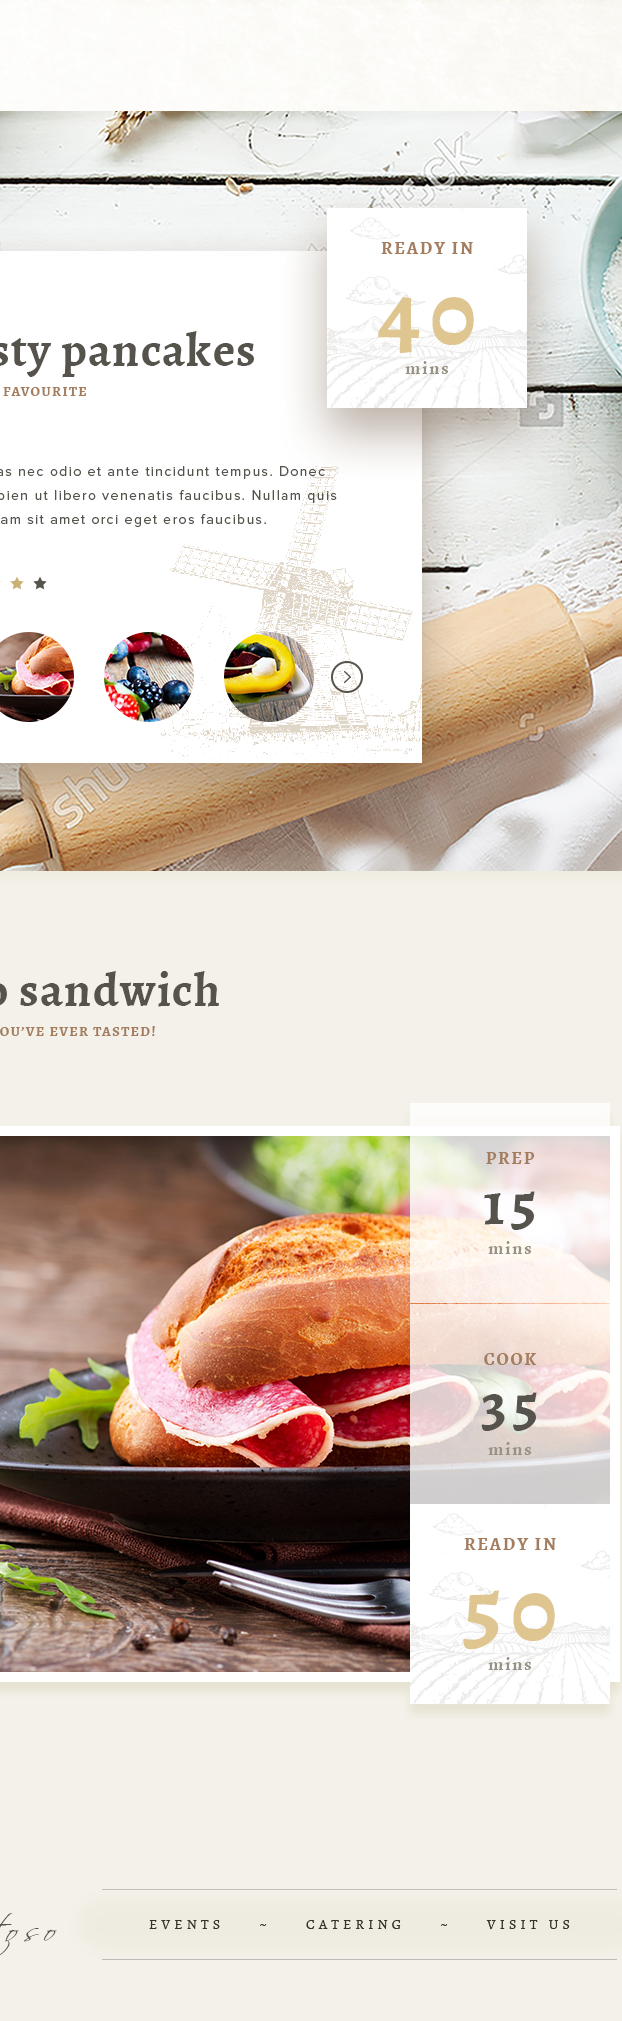 READY IN
40
mins
sty pancakes
FAVOURITE
as nec odio et ante tincidunt tempus. Donec
pien ut libero venenatis faucibus. Nullam quis
am sit amet orci eget eros faucibus.
shut
o sandwich
OU'VE EVER TASTED!
PREP
15
mins
COOK
35
mins
READY IN
50
mins
toso
EVENTS ~ CATERING ~ VISIT US